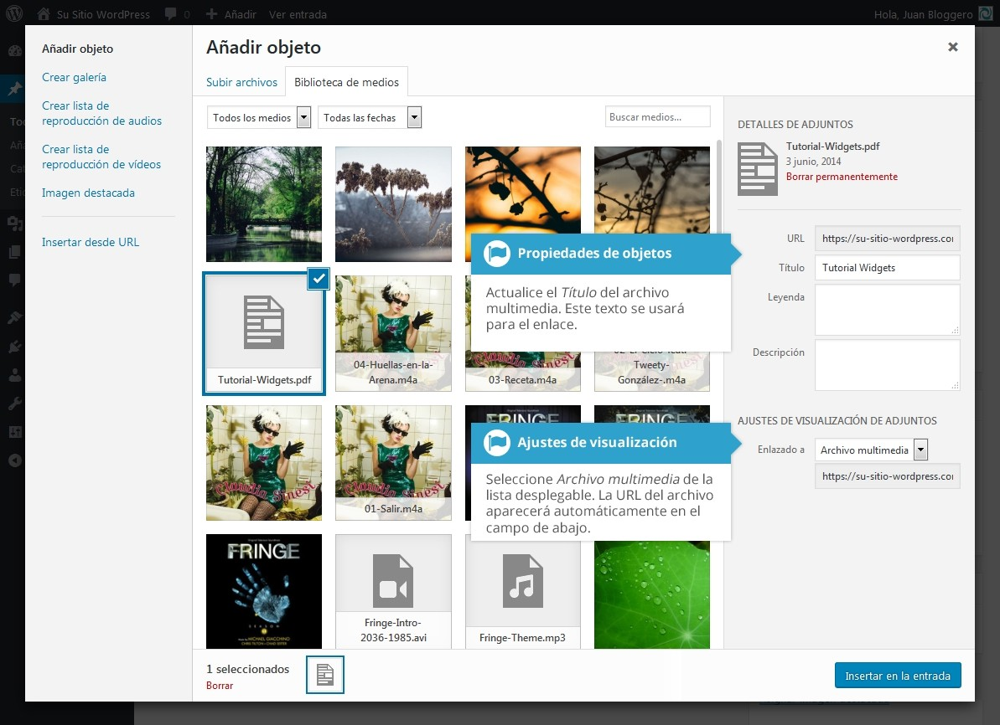 Su Sitio WordPress
0
Añadir
Ver entrada
Hola, Juan Bloggero
Añadir objeto
Crear galería
Crear lista de
reproducción de audios
Crear lista de
reproducción de vídeos
Imagen destacada
Insertar desde URL
Añadir objeto
Subir archivos
Biblioteca de medios
Todos los medios
Todas las fechas
Buscar medios...
Tutorial-Widgets.pdf
04-Huellas-en-la-
Arena.m4a
03-Receta.m4a
Tweety-
González-.m4a
Claudia Sinest
01-Salir.m4a
FRINGE
FRINGE
FRINGE
SEASON
MICHAEL GIACCHINO
Fringe-Intro-
2036-1985.avi
Fringe-Theme.mp3
Propiedades de objetos
Actualice el Título del archivo
multimedia. Este texto se usará
para el enlace.
Ajustes de visualización
Seleccione Archivo multimedia de la
lista desplegable. La URL del archivo
aparecerá automáticamente en el
campo de abajo.
DETALLES DE ADJUNTOS
Tutorial-Widgets.pdf
3 junio, 2014
Borrar permanentemente
URL
https://su-sitio-wordpress.coi
Título
Tutorial Widgets
Leyenda
Descripción
AJUSTES DE VISUALIZACIÓN DE ADJUNTOS
Enlazado a
Archivo multimedia
https://su-sitio-wordpress.coi
1 seleccionados
Borrar
Insertar en la entrada